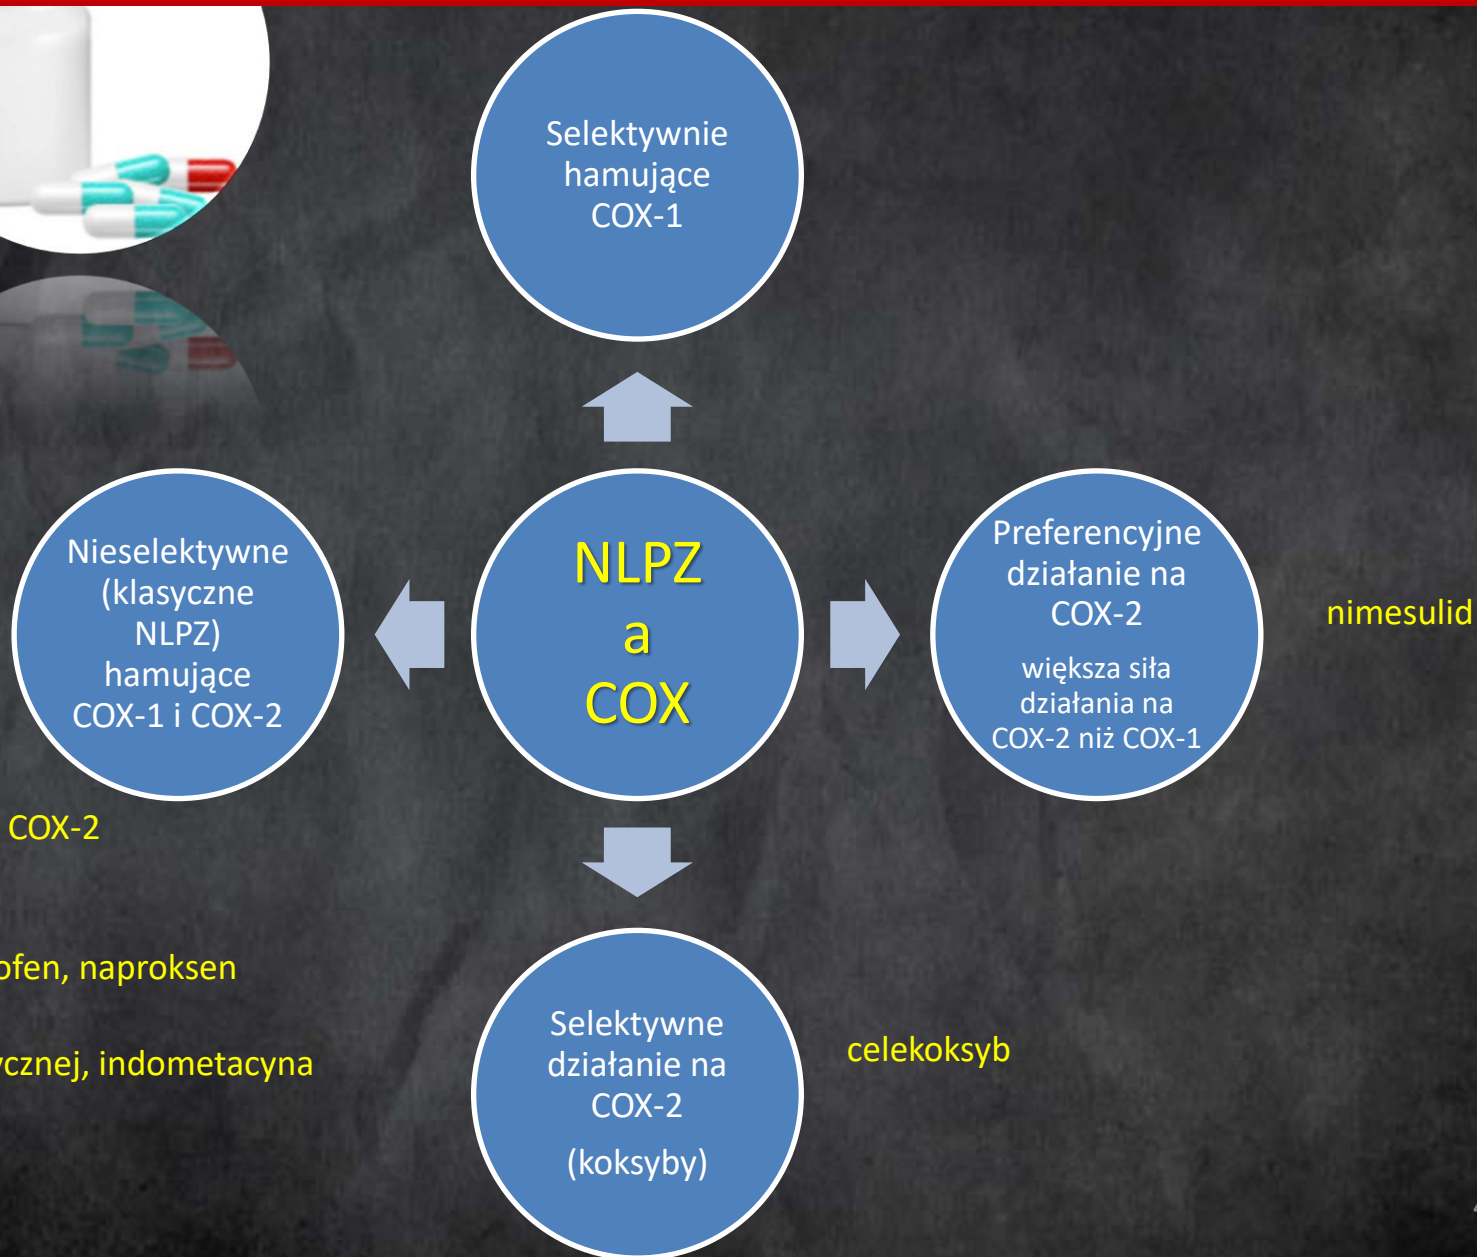 Selektywnie
hamujące
COX-1
Nieselektywne
(klasyczne
NLPZ)
hamujące
COX-1 i COX-2
NLPZ
a
COX
Preferencyjne
działanie na
COX-2
większa siła
działania na
COX-2 niż COX-1
nimesulid
COX-2
ofen, naproksen
ycznej, indometacyna
Selektywne
działanie na
COX-2
(koksyby)
celekoksyb